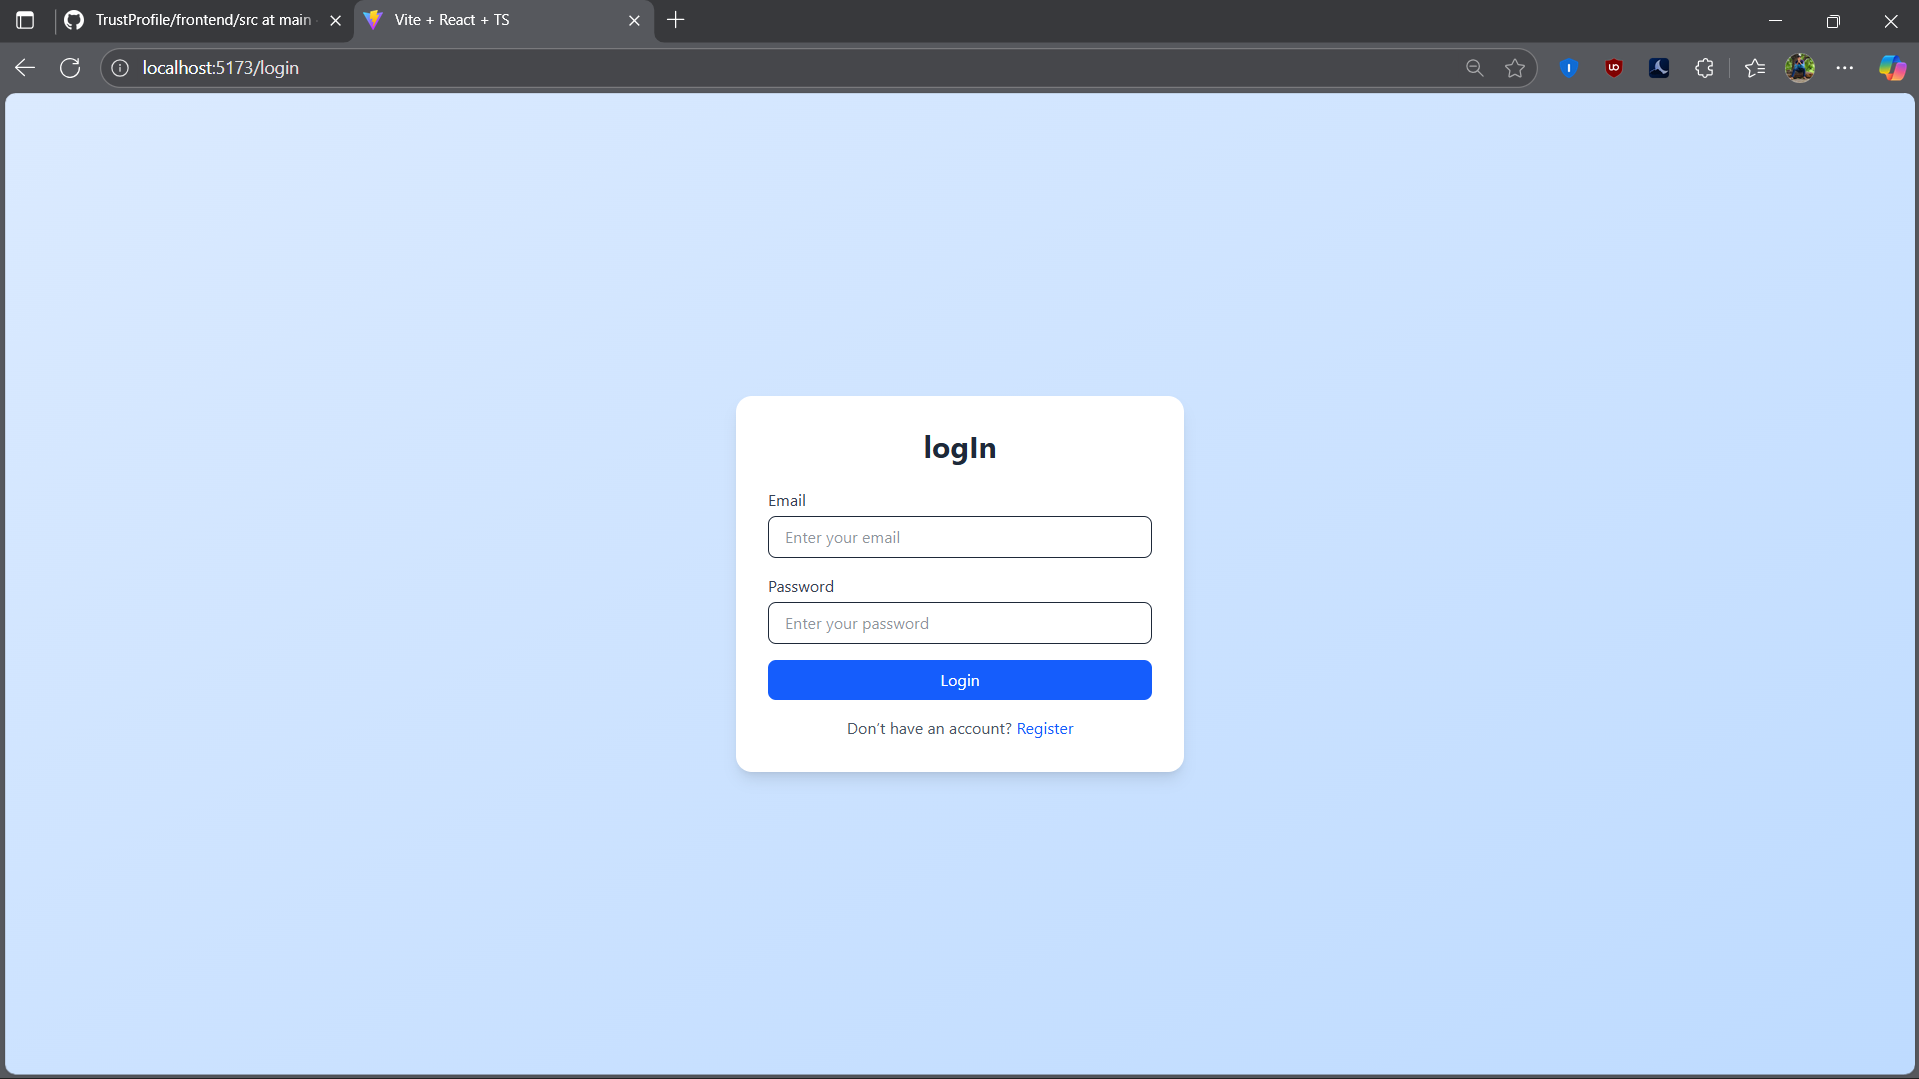 TrustProfile/frontend/src at main
Vite + React + TS
localhost:5173/login
logIn
Email
Enter your email
Password
Enter your password
Login
Don't have an account? Register